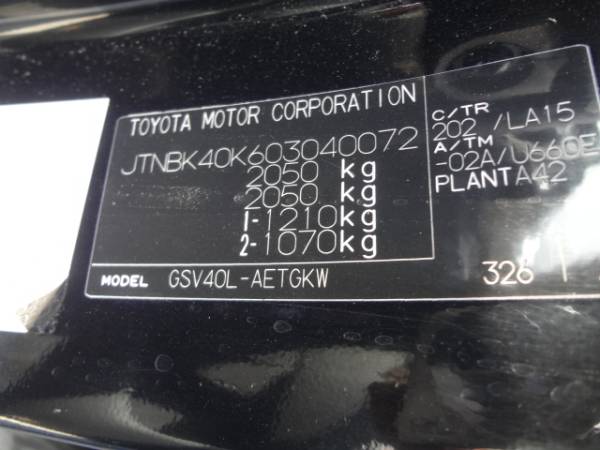 TOYOTA MOTOR CORPORATION
JTNBK40K603040072
2050 kg
2050 kg
1-1210kg
2-1070kg
MODEL GSV40L-AETGKW
C/TR
202 /LA15
A/TM
-02A/U660E
PLANT A42
326